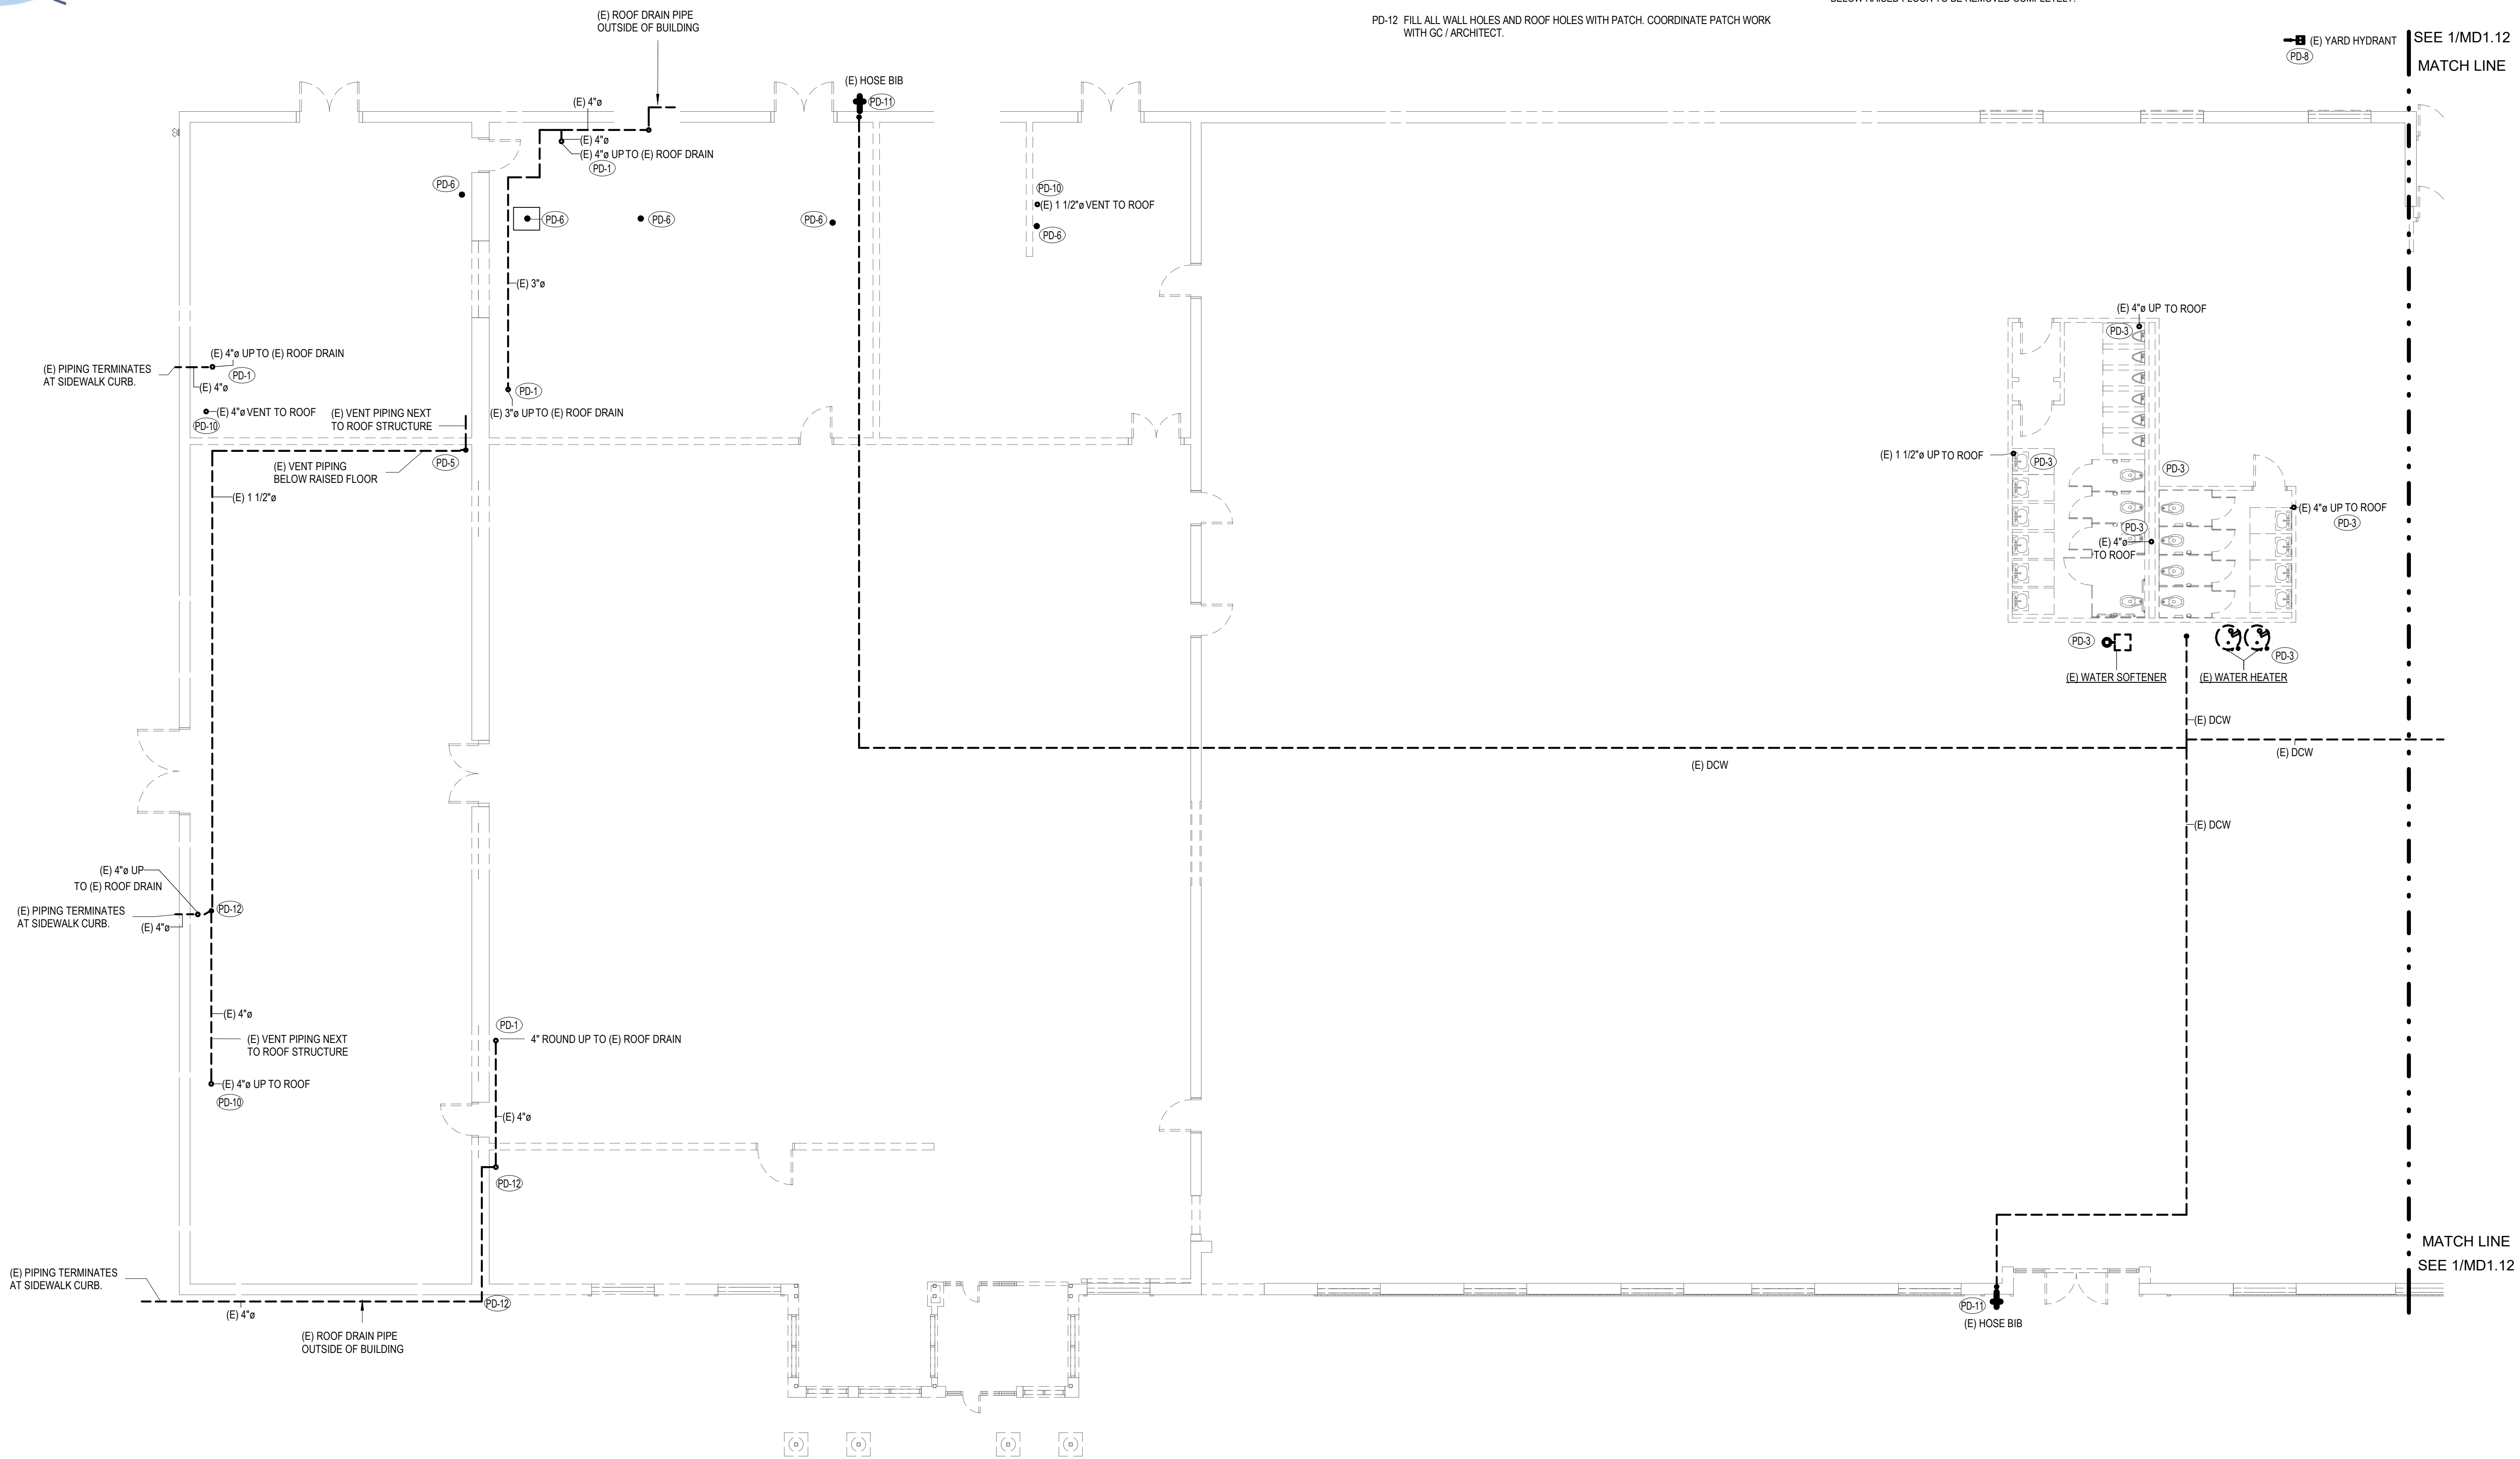 (E) ROOF DRAIN PIPE
OUTSIDE OF BUILDING
PD-12 FILL ALL WALL HOLES AND ROOF HOLES WITH PATCH. COORDINATE PATCH WORK
WITH GC / ARCHITECT.
(E) YARD HYDRANT
PD-8
SEE 1/MD1.12
MATCH LINE
(E) HOSE BIB
PD-11
(E) 4"ø
(E) 4"ø
(E) 4"ø UP TO (E) ROOF DRAIN
PD-1
PD-6
PD-6
PD-6
PD-6
PD-10
(E) 1 1/2"ø VENT TO ROOF
PD-6
(E) 3"ø
(E) 4"ø UP TO ROOF
PD-3
(E) 4"ø UP TO (E) ROOF DRAIN
PD-1
(E) PIPING TERMINATES
AT SIDEWALK CURB.
(E) 4"ø
PD-1
(E) 3"ø UP TO (E) ROOF DRAIN
(E) 4"ø VENT TO ROOF
PD-10
(E) VENT PIPING NEXT
TO ROOF STRUCTURE
PD-5
(E) VENT PIPING
BELOW RAISED FLOOR
(E) 1 1/2"ø
(E) 1 1/2"ø UP TO ROOF
PD-3
PD-3
(E) 4"ø UP TO ROOF
PD-3
PD-3
(E) 4"ø
TO ROOF
PD-3
PD-3
(E) WATER SOFTENER
(E) WATER HEATER
(E) DCW
(E) DCW
(E) DCW
(E) DCW
(E) 4"ø UP
TO (E) ROOF DRAIN
PD-12
(E) PIPING TERMINATES
AT SIDEWALK CURB.
(E) 4"ø
(E) 4"ø
(E) VENT PIPING NEXT
TO ROOF STRUCTURE
(E) 4"ø UP TO ROOF
PD-10
PD-1
4" ROUND UP TO (E) ROOF DRAIN
(E) 4"ø
PD-12
MATCH LINE
SEE 1/MD1.12
(E) PIPING TERMINATES
AT SIDEWALK CURB.
(E) 4"ø
PD-12
(E) ROOF DRAIN PIPE
OUTSIDE OF BUILDING
PD-11
(E) HOSE BIB